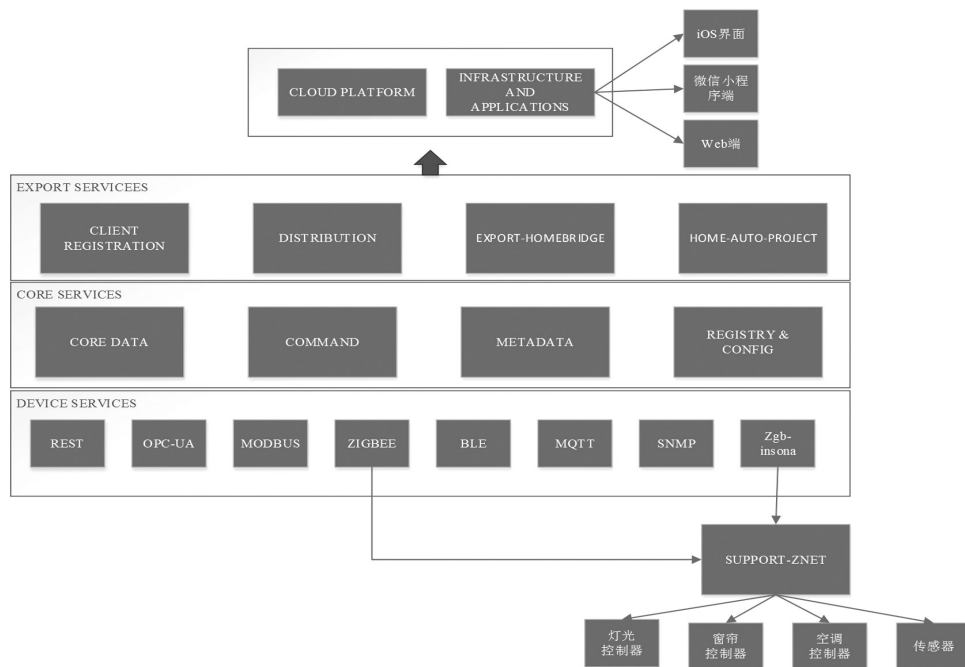 iOS界面
CLOUD PLATFORM
INFRASTRUCTURE
AND
APPLICATIONS
微信小程
序端
Web端
EXPORT SERVICEES
CLIENT
REGISTRATION
DISTRIBUTION
EXPORT-HOMEBRIDGE
HOME-AUTO-PROJECT
CORE SERVICES
CORE DATA
COMMAND
METADATA
REGISTRY &
CONFIG
DEVICE SERVICES
REST
OPC-UA
MODBUS
ZIGBEE
BLE
MQTT
SNMP
Zgb-
insona
SUPPORT-ZNET
灯光
控制器
窗帘
控制器
空调
控制器
传感器